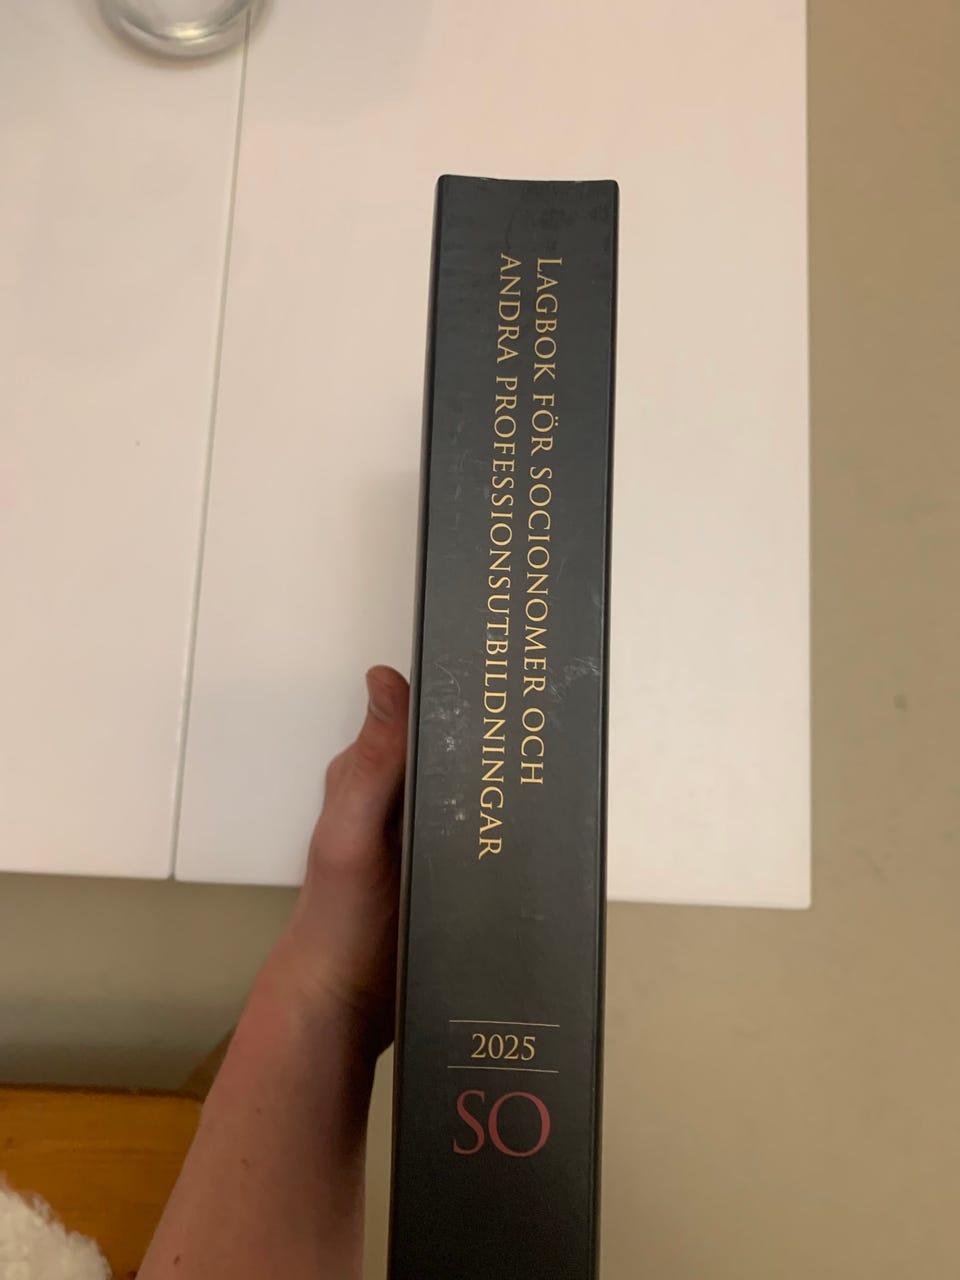 LAGBOK FÖR SOCIONOMER OCH
ANDRA PROFESSIONSUTBILDNINGAR
2025
SO